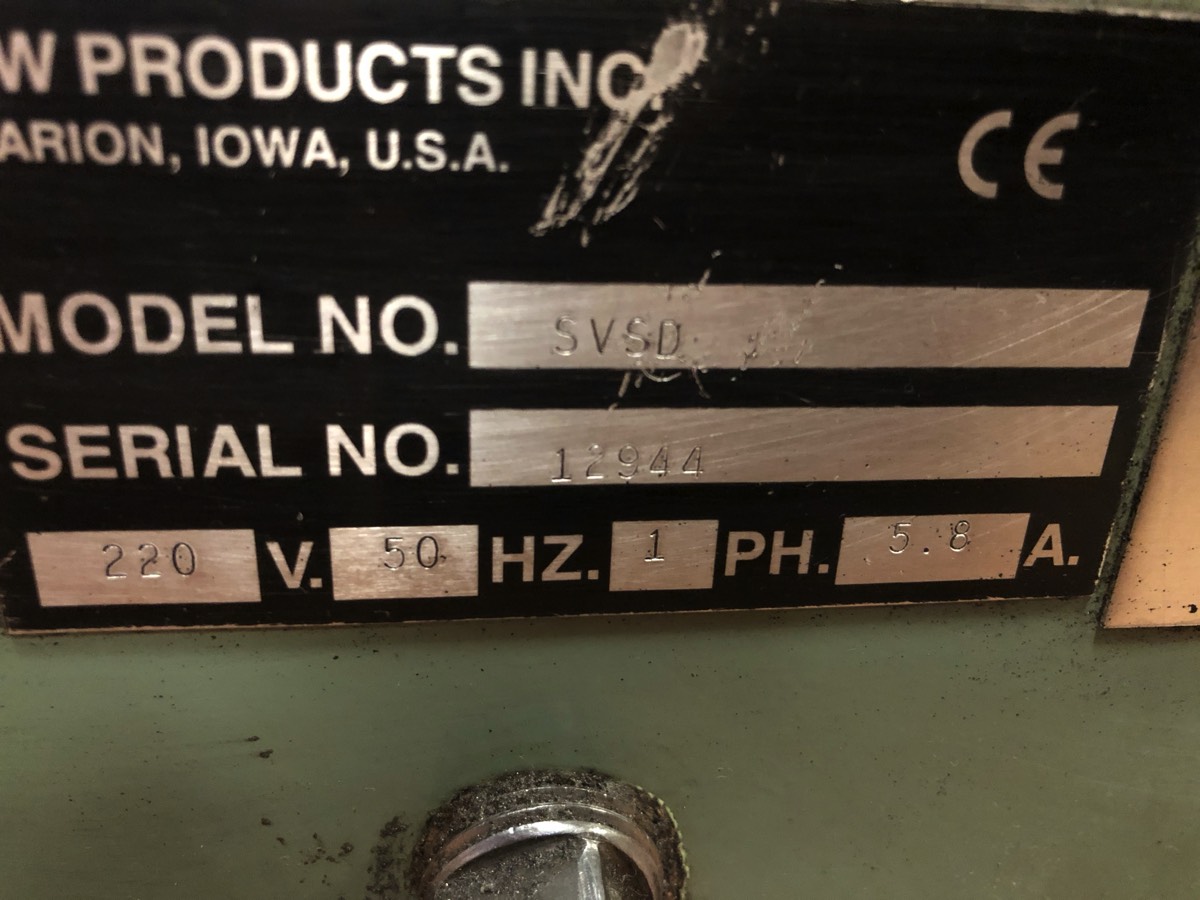 W PRODUCTS INC.
ARION, IOWA, U.S.A.
CE
MODEL NO. SVSD
SERIAL NO. 12944
220 V. 50 HZ. 1 PH. 5.8 A.